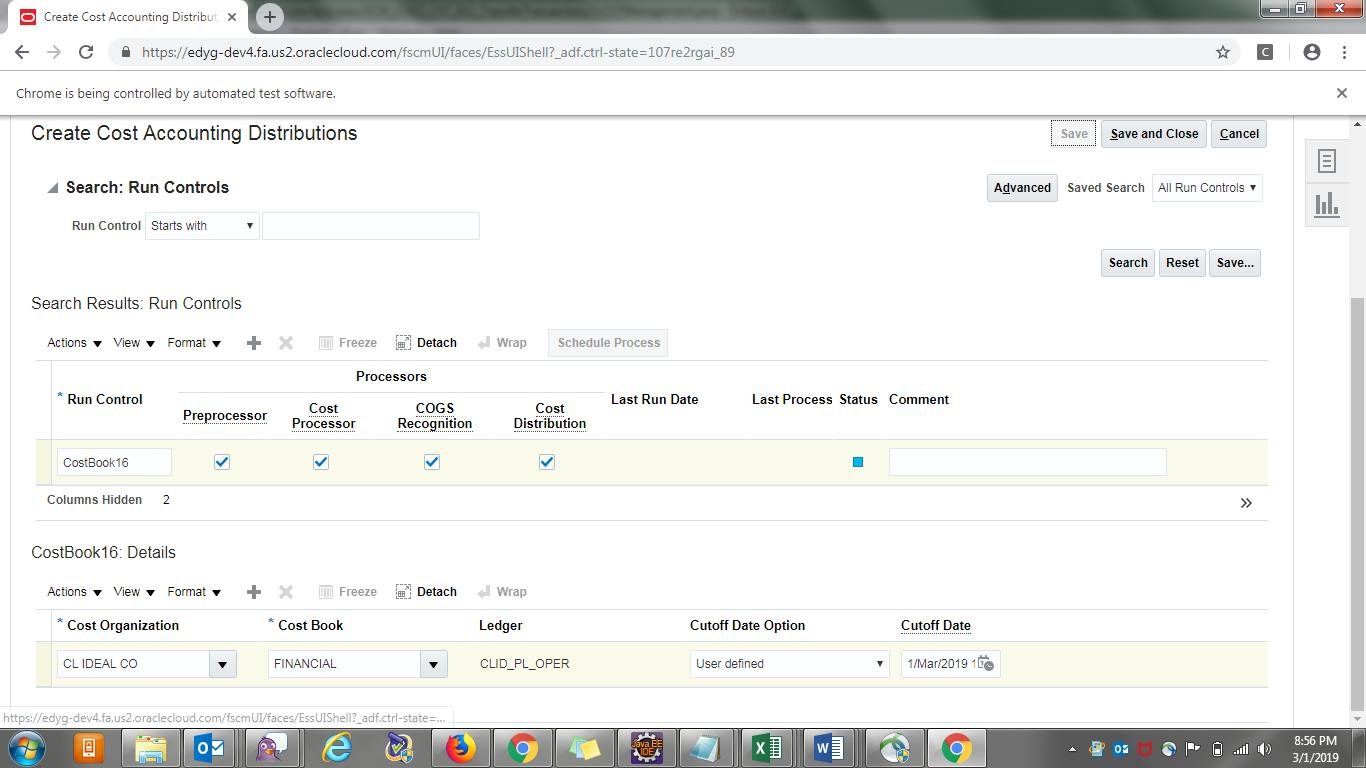 Create Cost Accounting Distribut
https://edyg-dev4.fa.us2.oraclecloud.com/fscmUI/faces/EssUIShell?_adf.ctrl-state=107re2rgai_89
C
Chrome is being controlled by automated test software.
Create Cost Accounting Distributions
Save Save and Close Cancel
Search: Run Controls
Advanced Saved Search All Run Controls
Run Control Starts with
Search Reset Save...
Search Results: Run Controls
Actions View Format Freeze Detach Wrap Schedule Process
Processors
* Run Control Preprocessor Cost Processor COGS Recognition Cost Distribution Last Run Date Last Process Status Comment
CostBook16
Columns Hidden 2
CostBook16: Details
Actions View Format Freeze Detach Wrap
* Cost Organization * Cost Book Ledger Cutoff Date Option Cutoff Date
CL IDEAL CO FINANCIAL CLID_PL_OPER User defined 1/Mar/2019 1
https://edyg-dev4.fa.us2.oraclecloud.com/fscmUI/faces/EssUIShell?_adf.ctrl-state=...
Java EE
IDE
8:56 PM
3/1/2019